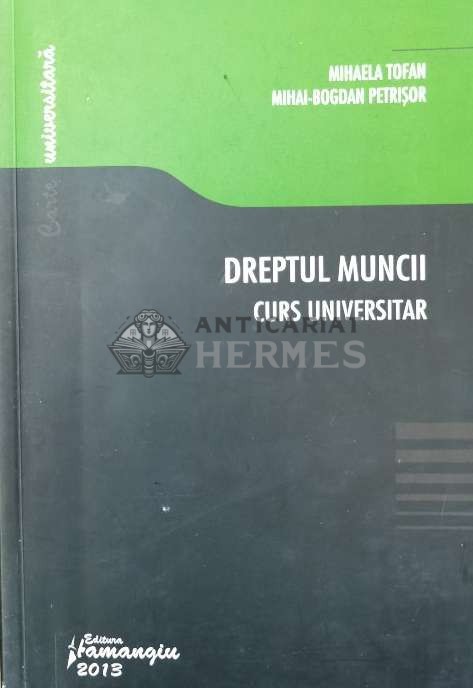 Carte universitară
MIHAELA TOFAN
MIHAI-BOGDAN PETRIȘOR
DREPTUL MUNCII
CURS UNIVERSITAR
ANTICARIAT
HERMES
Editura
Hamangiu
2013